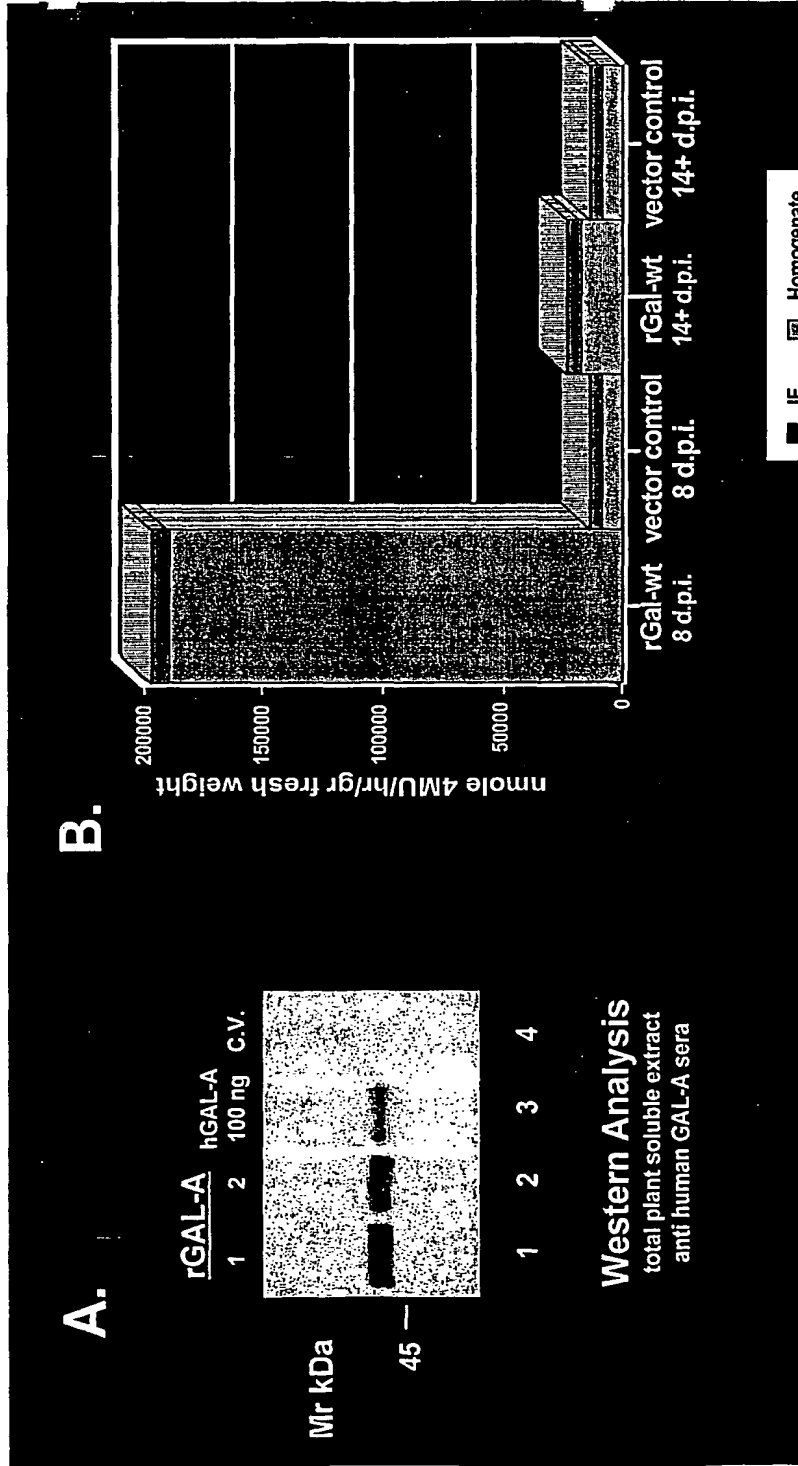 A.
rGAL-A
hGAL-A
1 2 100 ng C.V.
Mr kDa
45
1 2 3 4
Western Analysis
total plant soluble extract
anti human GAL-A sera
B.
nmole 4MU/hr/gr fresh weight
200000
150000
100000
50000
0
rGal-wt vector control rGal-wt vector control
8 d.p.i. 8 d.p.i. 14+ d.p.i. 14+ d.p.i.
IF Homogenate